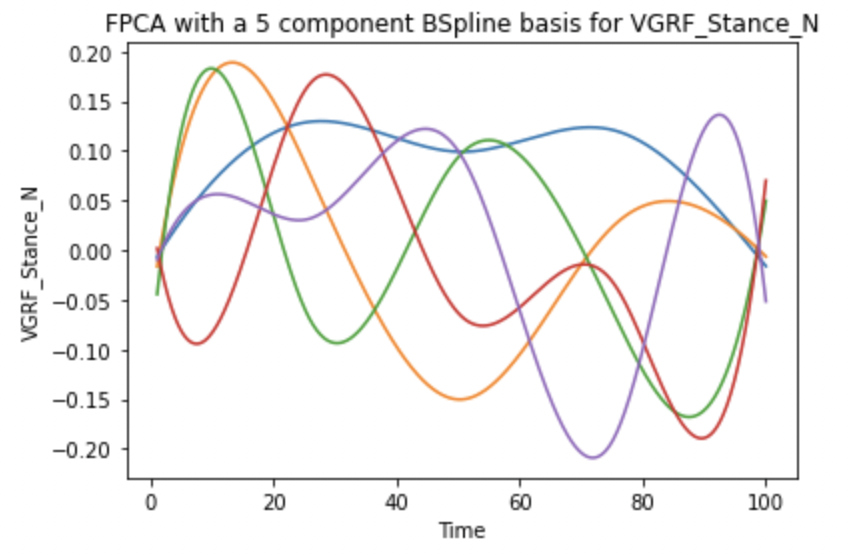 FPCA with a 5 component BSpline basis for VGRF_Stance_N
0.20
0.15
0.10
0.05
0.00
−0.05
−0.10
−0.15
−0.20
VGRF_Stance_N
0 20 40 60 80 100
Time